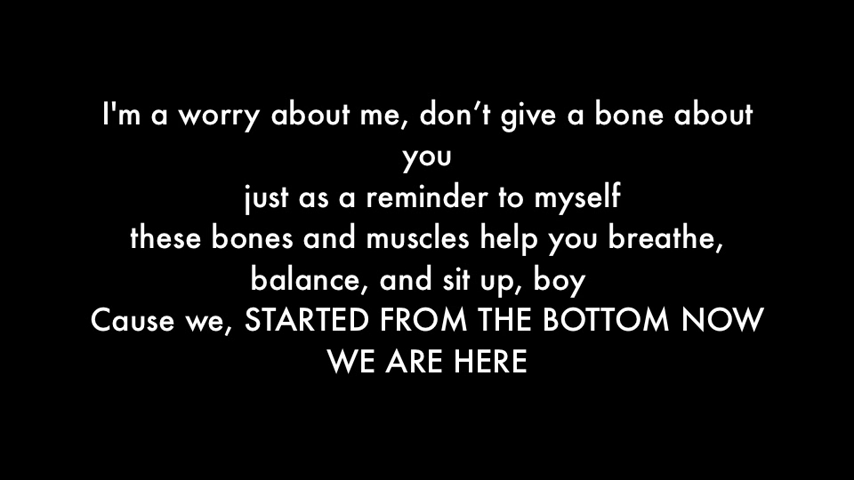 I'm a worry about me, don’t give a bone about
you
just as a reminder to myself
these bones and muscles help you breathe,
balance, and sit up, boy
Cause we, STARTED FROM THE BOTTOM NOW
WE ARE HERE